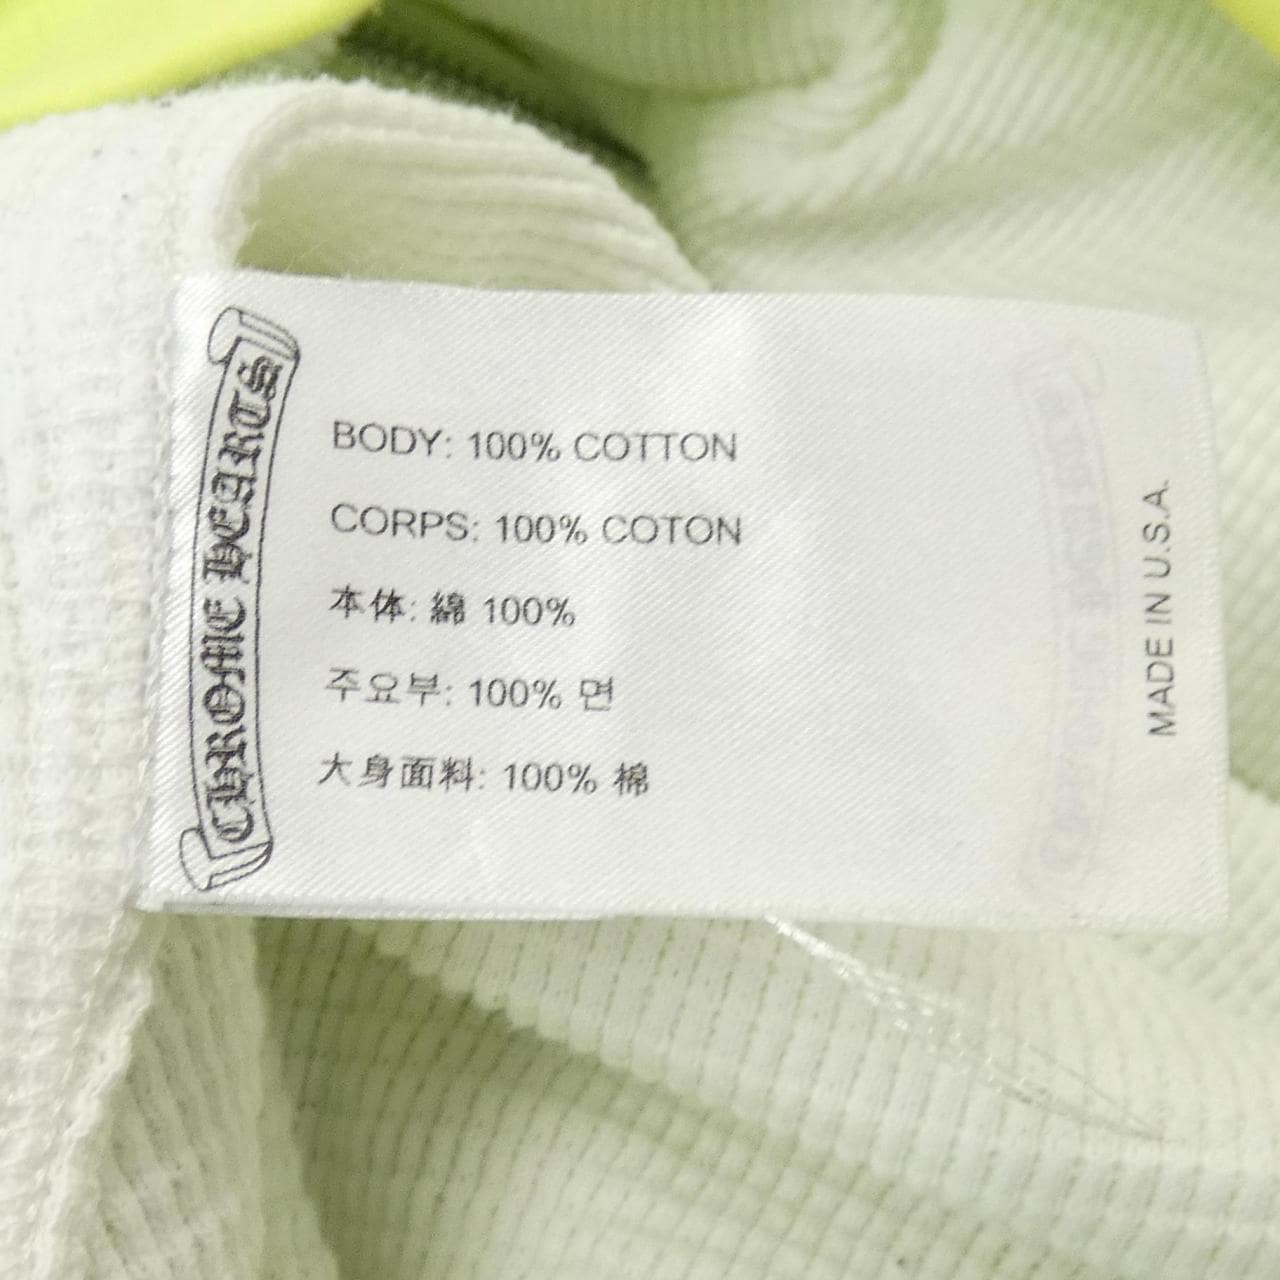 CHROME HEARTS
BODY: 100% COTTON
CORPS: 100% COTON
本体: 綿 100%
주요부: 100% 면
大身面料: 100% 棉
MADE IN U.S.A.